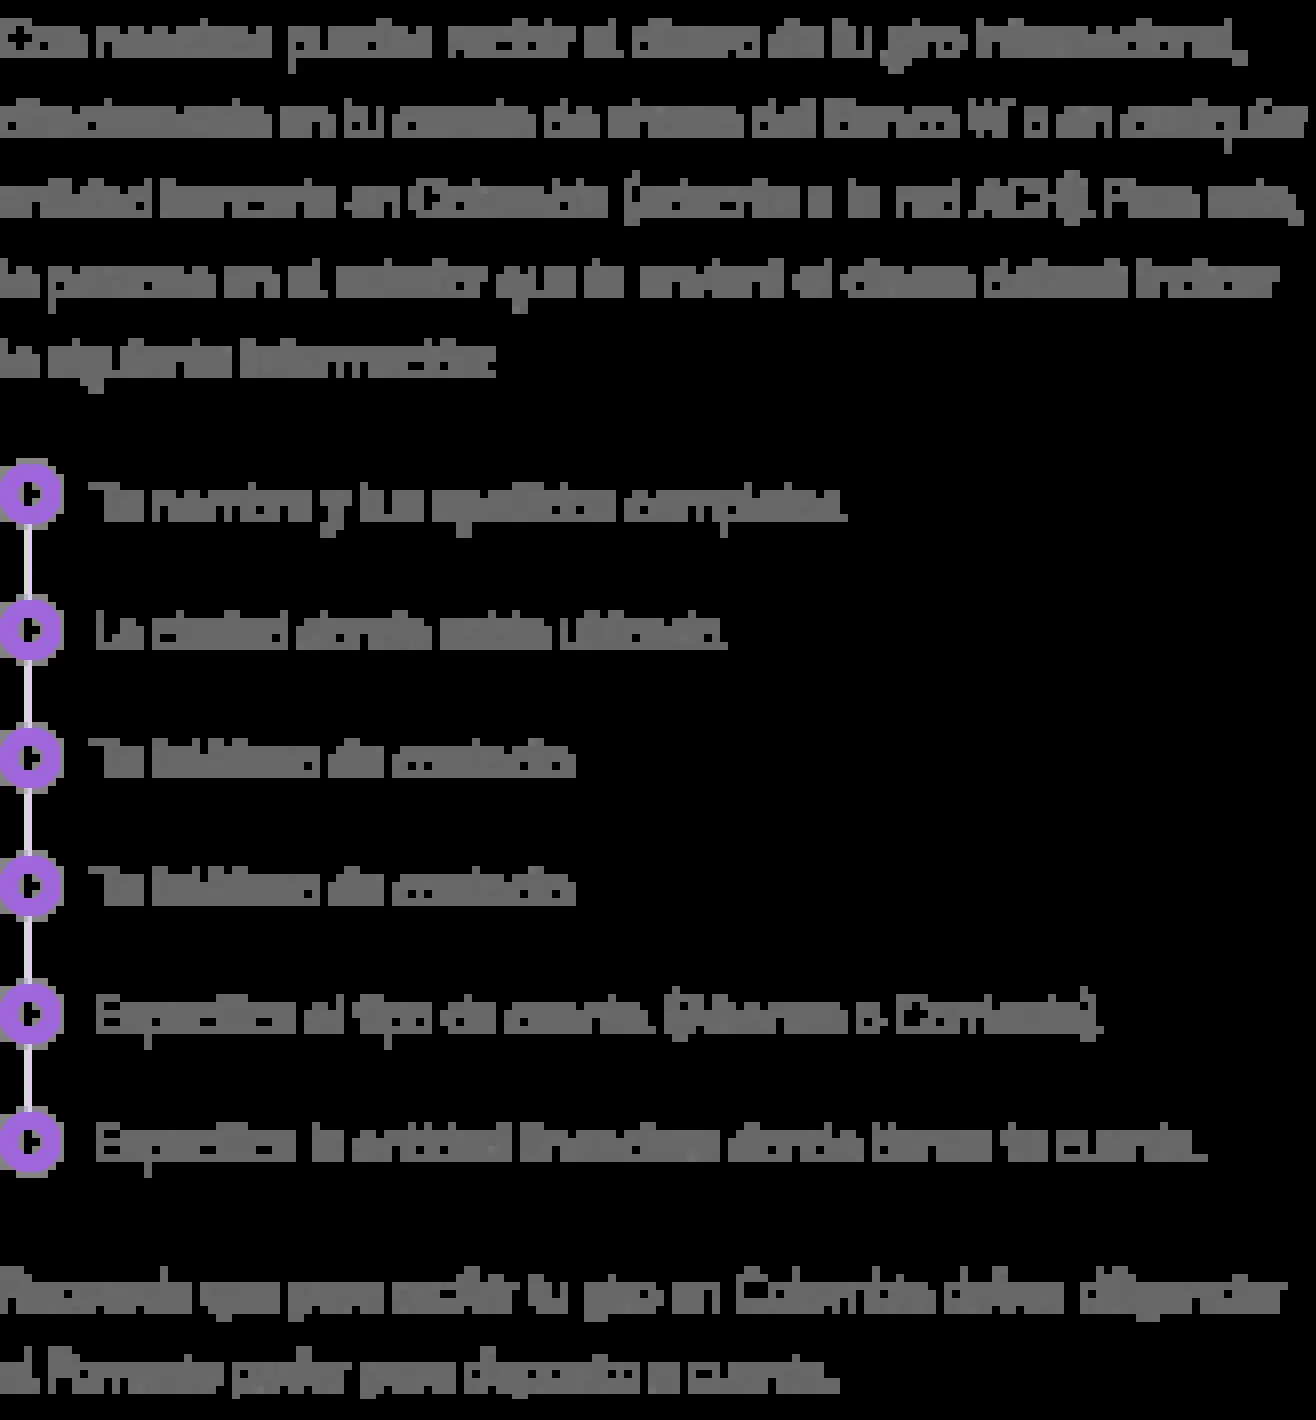 Con nosotros puedes recibir el dinero de tu giro internacional,
directamente en tu cuenta de ahorros del Banco W o en cualquier
entidad bancaria en Colombia (adscrita a la red ACH). Para esto,
la persona en el exterior que te enviará el dinero deberá indicar
la siguiente información:
Tu nombre y tus apellidos completos.
La ciudad donde estás ubicado.
Tu teléfono de contacto
Tu teléfono de contacto
Especificar el tipo de cuenta. (Ahorros o Corriente).
Especificar la entidad financiera donde tienes tu cuenta.
Recuerda que para recibir tu giro en Colombia debes diligenciar
el Formato poder para depósito a cuenta.